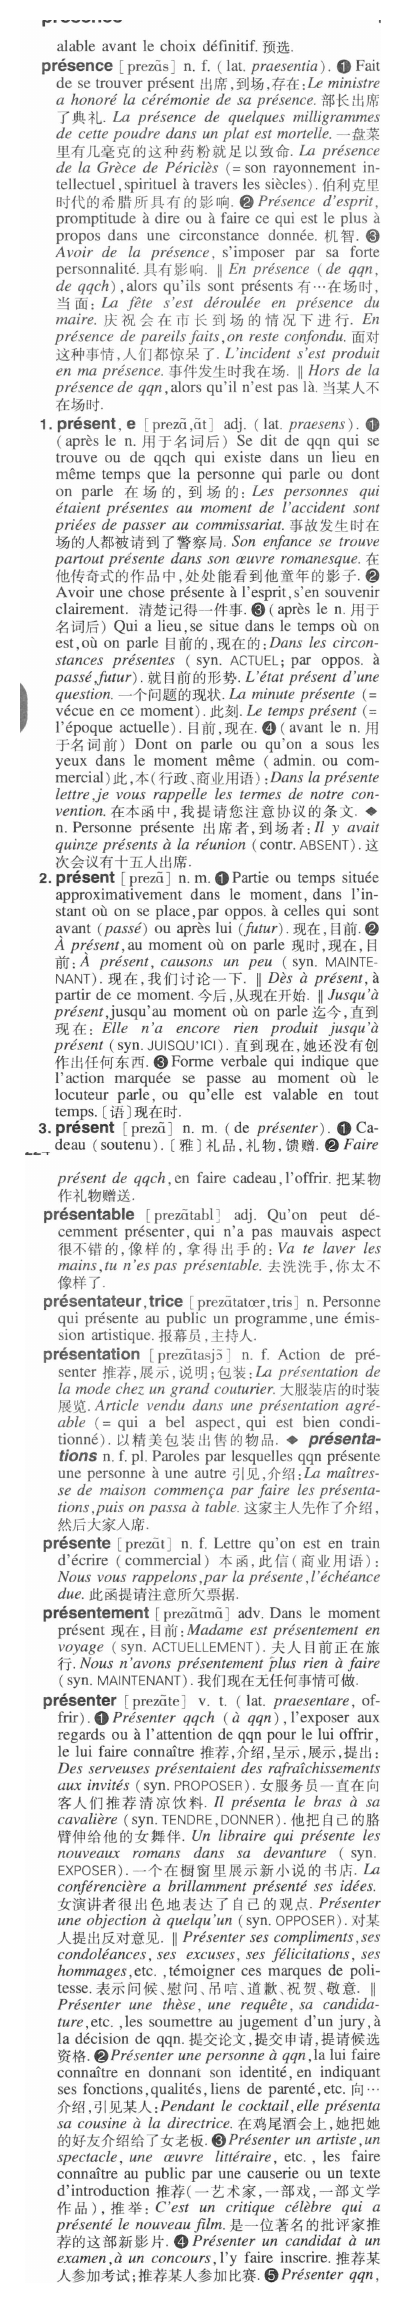 alable avant le choix définitif. 预选.
présence [prezɑ̃s] n. f. (lat. praesentia). ❶ Fait
de se trouver présent 出席,到场,存在:Le ministre
a honoré la cérémonie de sa présence. 部长出席
了典礼. La présence de quelques milligrammes
de cette poudre dans un plat est mortelle. 一盘菜
里有几毫克的这种药粉就足以致命. La présence
de la Grèce de Périclès (= son rayonnement in-
tellectuel, spirituel à travers les siècles). 伯利克里
时代的希腊所具有的影响. ❷ Présence d'esprit,
promptitude à dire ou à faire ce qui est le plus à
propos dans une circonstance donnée. 机智. ❸
Avoir de la présence, s'imposer par sa forte
personnalité. 具有影响. ‖ En présence (de qqn,
de qqch), alors qu'ils sont présents 有…在场时,
当面: La fête s'est déroulée en présence du
maire. 庆祝会在市长到场的情况下进行. En
présence de pareils faits, on reste confondu. 面对
这种事情,人们都惊呆了. L'incident s'est produit
en ma présence. 事件发生时我在场. ‖ Hors de la
présence de qqn, alors qu'il n'est pas là. 当某人不
在场时.
1. présent, e [prezɑ̃,ɑ̃t] adj. (lat. praesens). ❶
(après le n. 用于名词后) Se dit de qqn qui se
trouve ou de qqch qui existe dans un lieu en
même temps que la personne qui parle ou dont
on parle 在场的, 到场的: Les personnes qui
étaient présentes au moment de l'accident sont
priées de passer au commissariat. 事故发生时在
场的人都被请到了警察局. Son enfance se trouve
partout présente dans son œuvre romanesque. 在
他传奇式的作品中,处处能看到他童年的影子. ❷
Avoir une chose présente à l'esprit, s'en souvenir
clairement. 清楚记得一件事. ❸ (après le n. 用于
名词后) Qui a lieu, se situe dans le temps où on
est, où on parle 目前的,现在的:Dans les circon-
stances présentes (syn. ACTUEL; par oppos. à
passé, futur). 就目前的形势. L'état présent d'une
question. 一个问题的现状. La minute présente (=
vécue en ce moment). 此刻. Le temps présent (=
l'époque actuelle). 目前,现在. ❹ (avant le n. 用
于名词前) Dont on parle ou qu'on a sous les
yeux dans le moment même (admin. ou com-
mercial) 此,本(行政、商业用语):Dans la présente
lettre, je vous rappelle les termes de notre con-
vention. 在本函中,我提请您注意协议的条文. ◆
n. Personne présente 出席者,到场者: Il y avait
quinze présents à la réunion (contr. ABSENT). 这
次会议有十五人出席.
2. présent [prezɑ̃] n. m. ❶ Partie ou temps située
approximativement dans le moment, dans l'in-
stant où on se place, par oppos. à celles qui sont
avant (passé) ou après lui (futur). 现在,目前. ❷
À présent, au moment où on parle 现时,现在,目
前: À présent, causons un peu (syn. MAINTE-
NANT). 现在,我们讨论一下. ‖ Dès à présent, à
partir de ce moment. 今后,从现在开始. ‖ Jusqu'à
présent, jusqu'au moment où on parle 迄今,直到
现在: Elle n'a encore rien produit jusqu'à
présent (syn. JUISQU'ICI). 直到现在,她还没有创
作出任何东西. ❸ Forme verbale qui indique que
l'action marquée se passe au moment où le
locuteur parle, ou qu'elle est valable en tout
temps. [语]现在时.
3. présent [prezɑ̃] n. m. (de présenter). ❶ Ca-
deau (soutenu). [雅]礼品,礼物,馈赠. ❷ Faire
présent de qqch, en faire cadeau, l'offrir. 把某物
作礼物赠送.
présentable [prezɑ̃tabl] adj. Qu'on peut dé-
cemment présenter, qui n'a pas mauvais aspect
很不错的,像样的,拿得出手的: Va te laver les
mains, tu n'es pas présentable. 去洗洗手,你太不
像样了.
présentateur, trice [prezɑ̃tatœr,tris] n. Personne
qui présente au public un programme, une émis-
sion artistique. 报幕员,主持人.
présentation [prezɑ̃tasjɔ̃] n. f. Action de pré-
senter 推荐,展示,说明;包装:La présentation de
la mode chez un grand couturier. 大服装店的时装
展览. Article vendu dans une présentation agré-
able (= qui a bel aspect, qui est bien condi-
tionné). 以精美包装出售的物品. ◆ présenta-
tions n. f. pl. Paroles par lesquelles qqn présente
une personne à une autre 引见,介绍:La maîtres-
se de maison commença par faire les présenta-
tions, puis on passa à table. 这家主人先作了介绍,
然后大家入席.
présente [prezɑ̃t] n. f. Lettre qu'on est en train
d'écrire (commercial) 本函,此信(商业用语):
Nous vous rappelons, par la présente, l'échéance
due. 此函提请注意所欠票据.
présentement [prezɑ̃tmɑ̃] adv. Dans le moment
présent 现在,目前:Madame est présentement en
voyage (syn. ACTUELLEMENT). 夫人目前正在旅
行. Nous n'avons présentement plus rien à faire
(syn. MAINTENANT). 我们现在无任何事情可做.
présenter [prezɑ̃te] v. t. (lat. praesentare, of-
frir). ❶ Présenter qqch (à qqn), l'exposer aux
regards ou à l'attention de qqn pour le lui offrir,
le lui faire connaître 推荐,介绍,呈示,展示,提出:
Des serveuses présentaient des rafraîchissements
aux invités (syn. PROPOSER). 女服务员一直在向
客人们推荐清凉饮料. Il présenta le bras à sa
cavalière (syn. TENDRE, DONNER). 他把自己的胳
臂伸给他的女舞伴. Un libraire qui présente les
nouveaux romans dans sa devanture (syn.
EXPOSER). 一个在橱窗里展示新小说的书店. La
conférencière a brillamment présenté ses idées.
女演讲者很出色地表达了自己的观点. Présenter
une objection à quelqu'un (syn. OPPOSER). 对某
人提出反对意见. ‖ Présenter ses compliments, ses
condoléances, ses excuses, ses félicitations, ses
hommages, etc., témoigner ces marques de poli-
tesse. 表示问候、慰问、吊唁、道歉、祝贺、敬意. ‖
Présenter une thèse, une requête, sa candida-
ture, etc., les soumettre au jugement d'un jury, à
la décision de qqn. 提交论文,提交申请,提请候选
资格. ❷ Présenter une personne à qqn, la lui faire
connaître en donnant son identité, en indiquant
ses fonctions, qualités, liens de parenté, etc. 向…
介绍,引见某人:Pendant le cocktail, elle présenta
sa cousine à la directrice. 在鸡尾酒会上,她把她
的好友介绍给了女老板. ❸ Présenter un artiste, un
spectacle, une œuvre littéraire, etc., les faire
connaître au public par une causerie ou un texte
d'introduction 推荐(一艺术家,一部戏,一部文学
作品), 推举: C'est un critique célèbre qui a
présenté le nouveau film. 是一位著名的批评家推
荐的这部新影片. ❹ Présenter un candidat à un
examen, à un concours, l'y faire inscrire. 推荐某
人参加考试;推荐某人参加比赛. ❺ Présenter qqn,